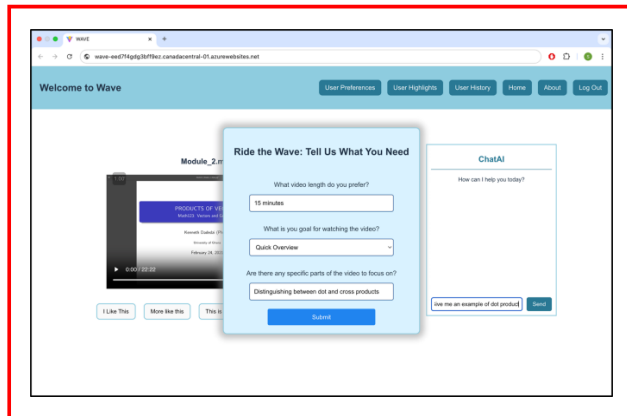 WAVE
wave-eed7f4gdg3bff9ez.canadacentral-01.azurewebsites.net
Welcome to Wave
User Preferences
User Highlights
User History
Home
About
Log Out
Ride the Wave: Tell Us What You Need
What video length do you prefer?
15 minutes
What is you goal for watching the video?
Quick Overview
Are there any specific parts of the video to focus on?
Distinguishing between dot and cross products
Submit
Module_2.m
PRODUCTS OF VE
February 29, 202
0:00 / 22:22
I Like This
More like this
This is
ChatAI
How can I help you today?
ive me an example of dot product
Send